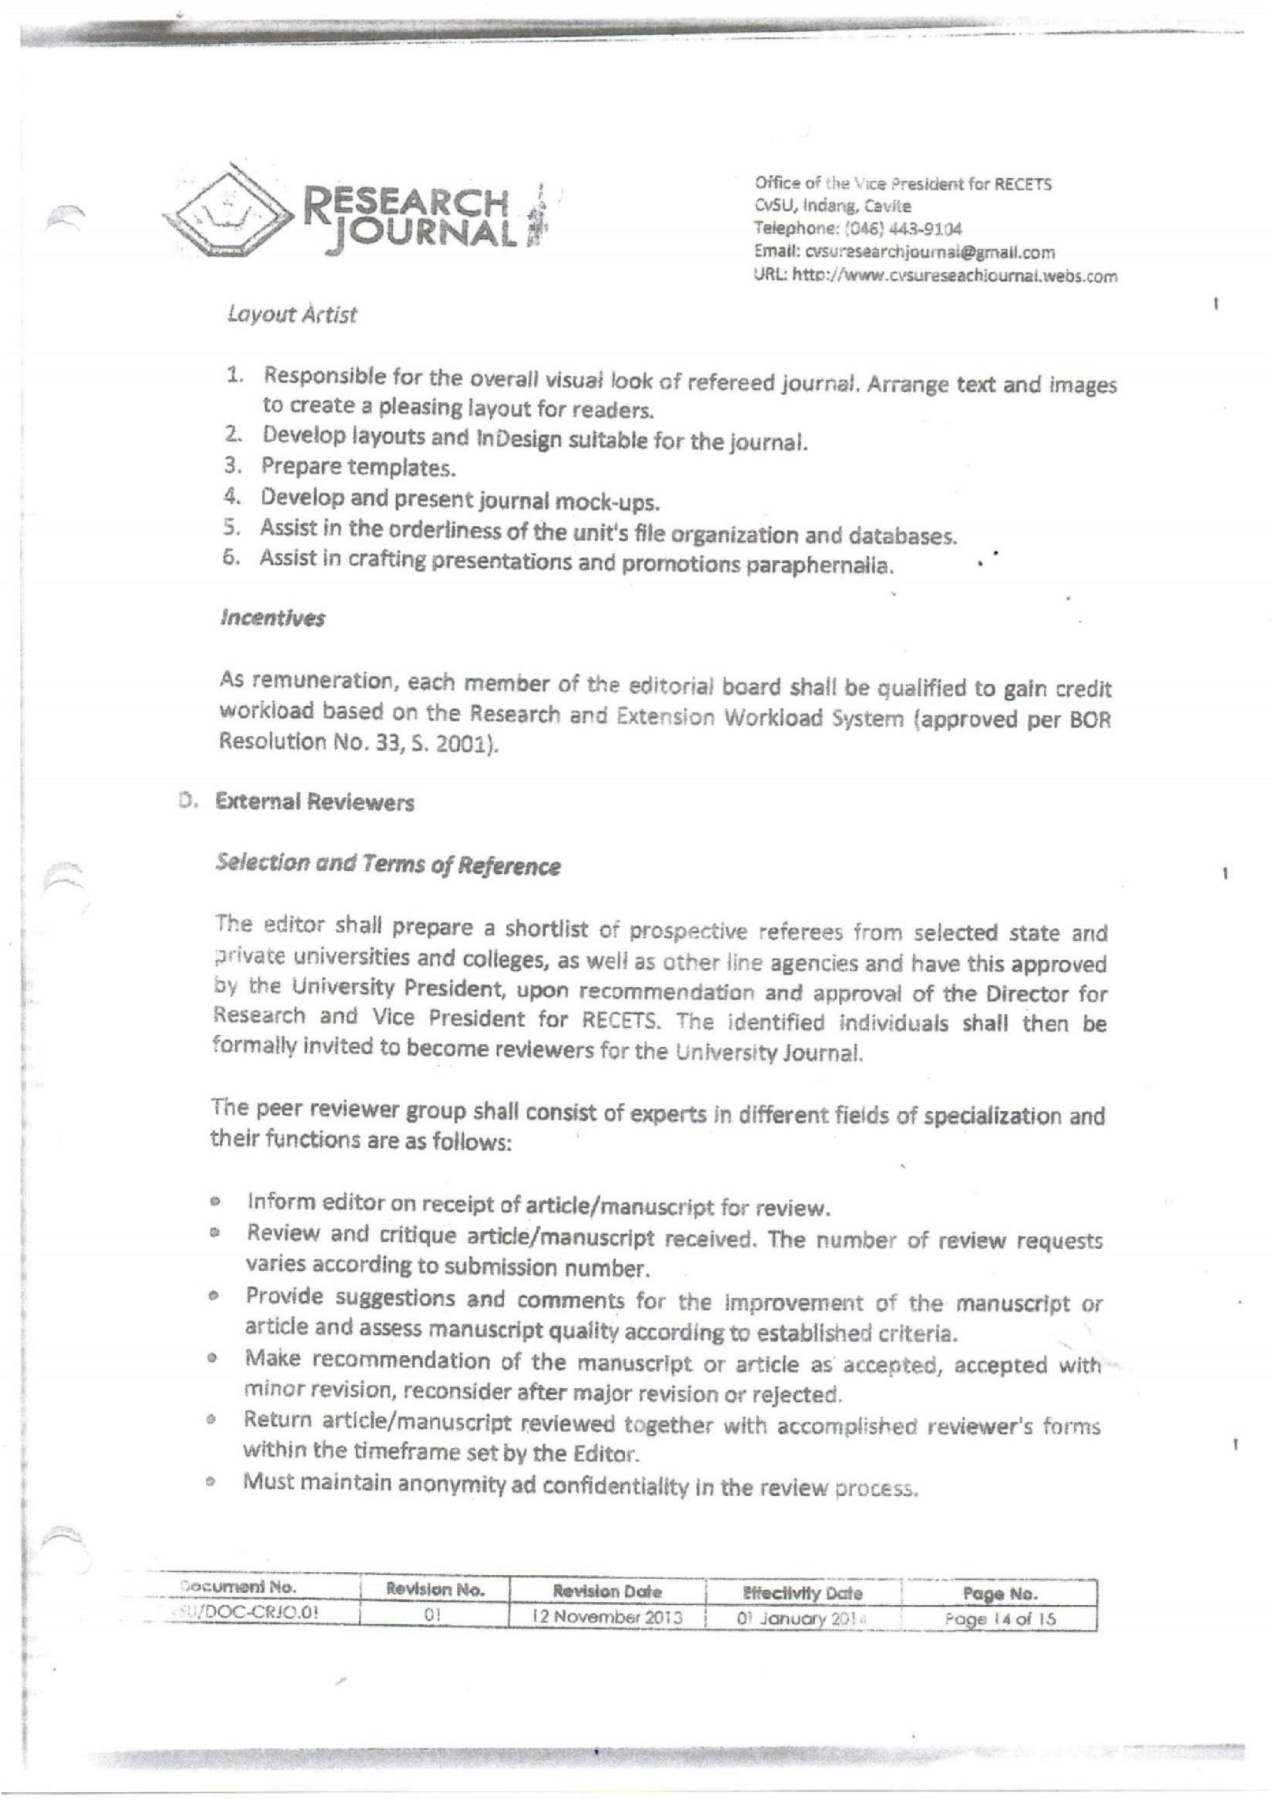 RESEARCH
JOURNAL
Office of the Vice President for RECETS
CvSU, Indang, Cavite
Telephone: (046) 443-9104
Email: cvsuresearchjournal@gmail.com
URL: http://www.cvsureseachjournal.webs.com
Layout Artist
1. Responsible for the overall visual look of refereed journal. Arrange text and images
to create a pleasing layout for readers.
2. Develop layouts and InDesign suitable for the journal.
3. Prepare templates.
4. Develop and present journal mock-ups.
5. Assist in the orderliness of the unit's file organization and databases.
6. Assist in crafting presentations and promotions paraphernalia.
Incentives
As remuneration, each member of the editorial board shall be qualified to gain credit
workload based on the Research and Extension Workload System (approved per BOR
Resolution No. 33, S. 2001).
D. External Reviewers
Selection and Terms of Reference
The editor shall prepare a shortlist of prospective referees from selected state and
private universities and colleges, as well as other line agencies and have this approved
by the University President, upon recommendation and approval of the Director for
Research and Vice President for RECETS. The identified individuals shall then be
formally invited to become reviewers for the University Journal.
The peer reviewer group shall consist of experts in different fields of specialization and
their functions are as follows:
• Inform editor on receipt of article/manuscript for review.
• Review and critique article/manuscript received. The number of review requests
varies according to submission number.
• Provide suggestions and comments for the improvement of the manuscript or
article and assess manuscript quality according to established criteria.
• Make recommendation of the manuscript or article as accepted, accepted with
minor revision, reconsider after major revision or rejected.
• Return article/manuscript reviewed together with accomplished reviewer's forms
within the timeframe set by the Editor.
• Must maintain anonymity ad confidentiality in the review process.
Document No. Revision No. Revision Date Effectivity Date Page No.
SU/DOC-CRJO.01 01 12 November 2013 01 January 2014 Page 14 of 15